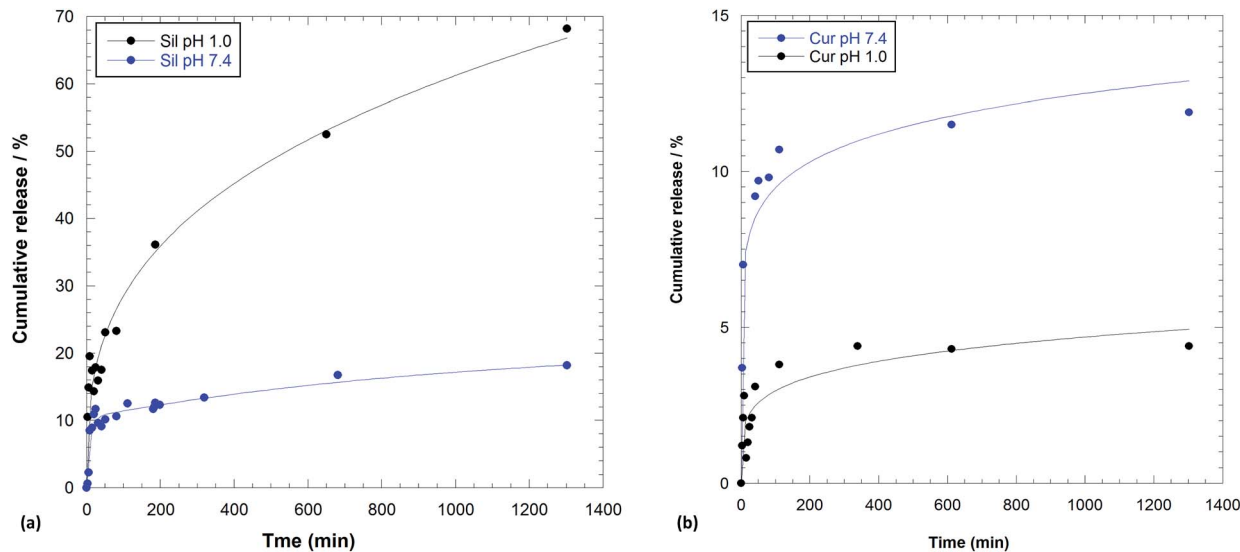 70
60
50
40
30
20
10
0
Cumulative release / %
Sil pH 1.0
Sil pH 7.4
0 200 400 600 800 1000 1200 1400
Tme (min)
(a)
15
10
5
0
Cumulative release / %
Cur pH 7.4
Cur pH 1.0
0 200 400 600 800 1000 1200 1400
Time (min)
(b)